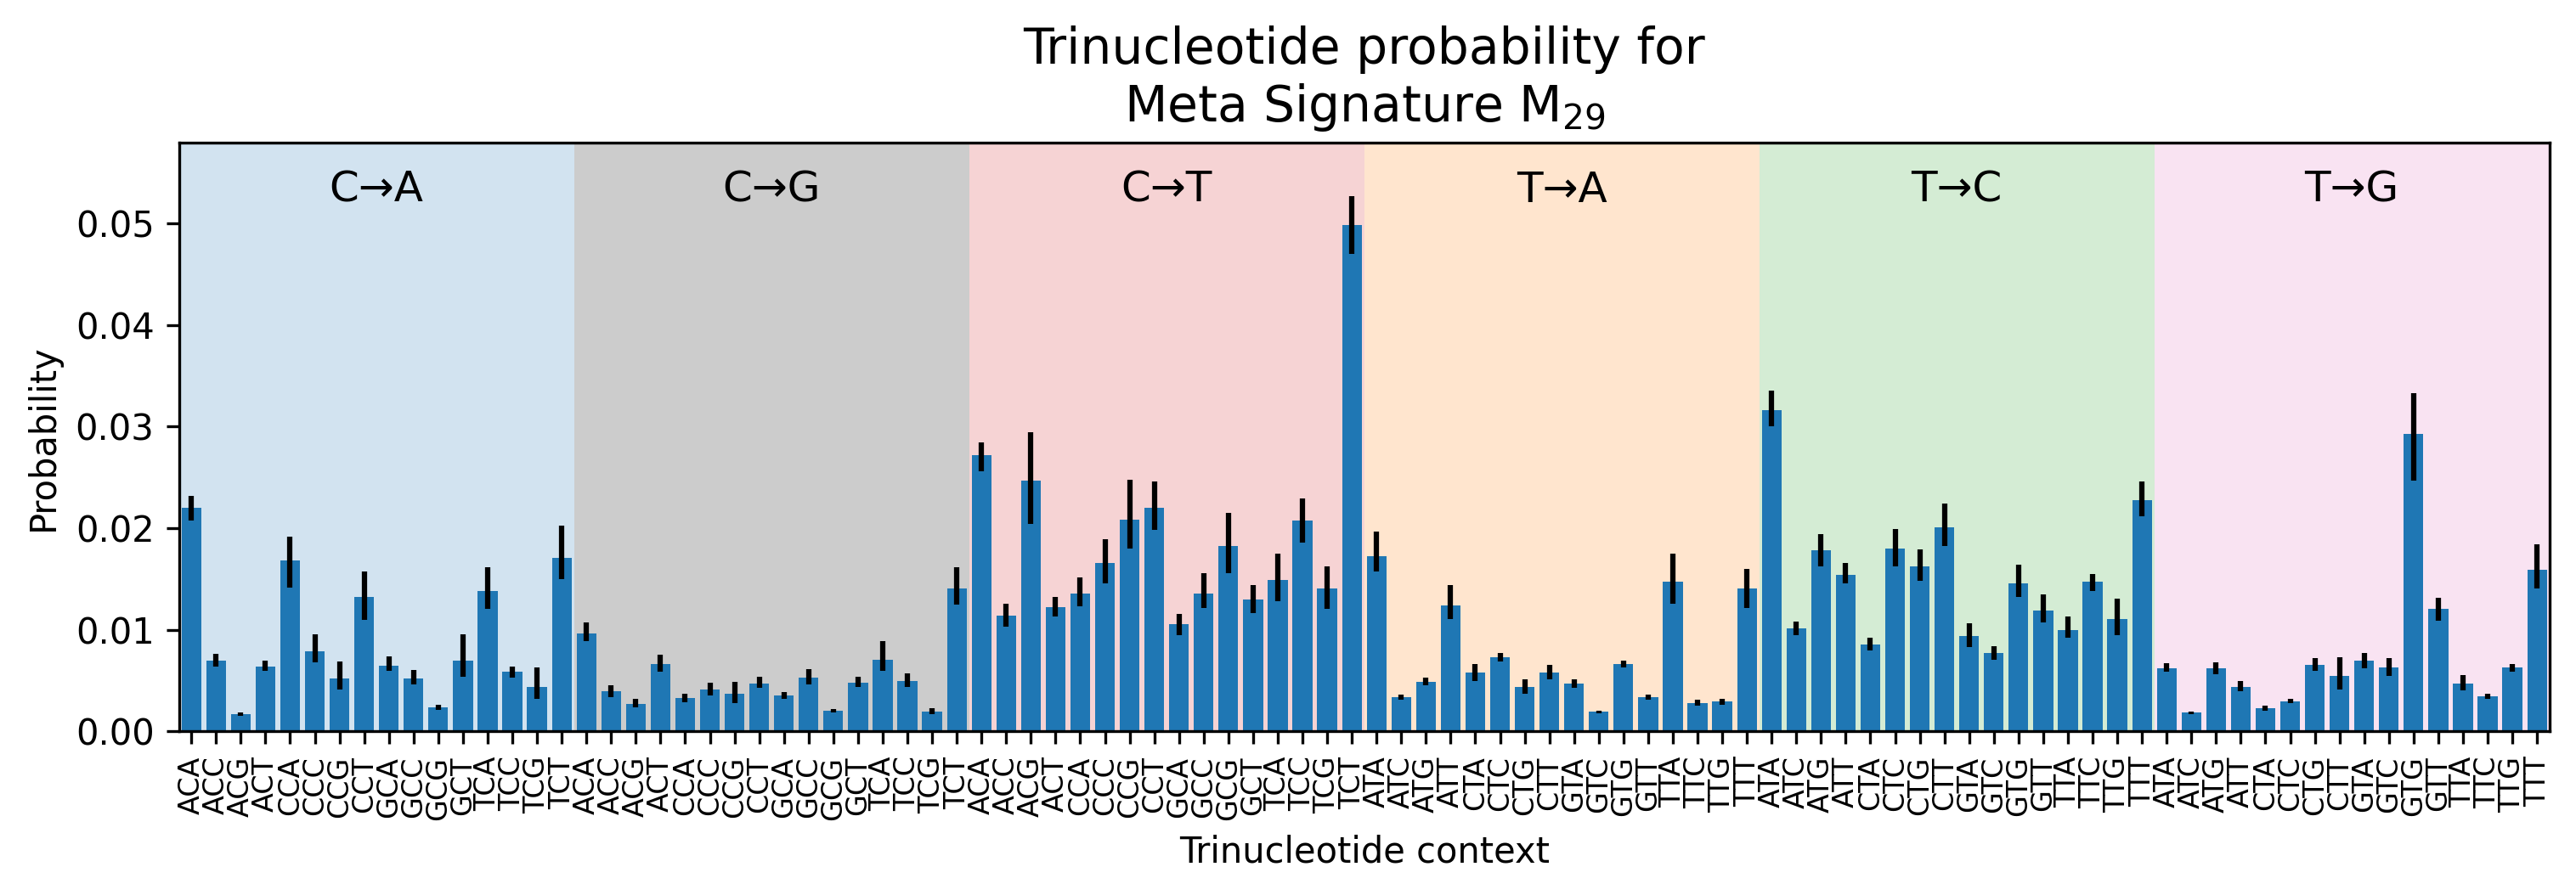 Trinucleotide probability for
Meta Signature M₂₉
C→A C→G C→T T→A T→C T→G
0.05
0.04
0.03
0.02
0.01
0.00
Probability
ACA ACC ACG ACT CCA CCC CCG CCT GCA GCC GCG GCT TCA TCC TCG TCT ACA ACC ACG ACT CCA CCC CCG CCT GCA GCC GCG GCT TCA TCC TCG TCT ACA ACC ACG ACT CCA CCC CCG CCT GCA GCC GCG GCT TCA TCC TCG TCT ATA ATC ATG ATT CTA CTC CTG CTT GTA GTC GTG GTT TTA TTC TTG TTT ATA ATC ATG ATT CTA CTC CTG CTT GTA GTC GTG GTT TTA TTC TTG TTT ATA ATC ATG ATT CTA CTC CTG CTT GTA GTC GTG GTT TTA TTC TTG TTT
Trinucleotide context